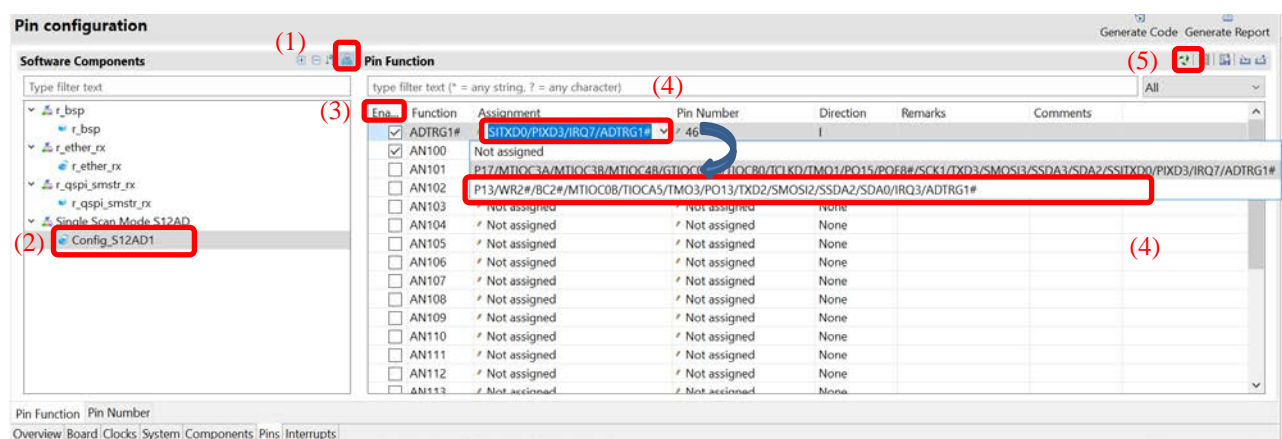 Pin configuration
Generate Code Generate Report
(1)
(5)
Software Components
Pin Function
Type filter text
type filter text (* = any string, ? = any character)
(4)
All
(3)
Ena... Function Assignment Pin Number Direction Remarks Comments
r_bsp
r_bsp
r_ether_rx
r_ether_rx
r_qspi_smstr_rx
r_qspi_smstr_rx
Single Scan Mode S12AD
(2)
Config_S12AD1
ADTRG1# SITXD0/PIXD3/IRQ7/ADTRG1# 46 I
AN100 Not assigned
AN101 P17/MTIOC3A/MTIOC3B/MTIOC4B/ /TIOCB0/TCLKD/TMO1/PO15/POE8#/SCK1/TXD3/SMOSI3/SSDA3/SDA2/SSITXD0/PIXD3/IRQ7/ADTRG1#
AN102 P13/WR2#/BC2#/MTIOC0B/TIOCA5/TMO3/PO13/TXD2/SMOSI2/SSDA2/SDA0/IRQ3/ADTRG1#
AN103 Not assigned Not assigned None
AN104 Not assigned Not assigned None
(4)
AN105 Not assigned Not assigned None
AN106 Not assigned Not assigned None
AN107 Not assigned Not assigned None
AN108 Not assigned Not assigned None
AN109 Not assigned Not assigned None
AN110 Not assigned Not assigned None
AN111 Not assigned Not assigned None
AN112 Not assigned Not assigned None
AN113 Not assigned Not assigned None
Pin Function Pin Number
Overview Board Clocks System Components Pins Interrupts